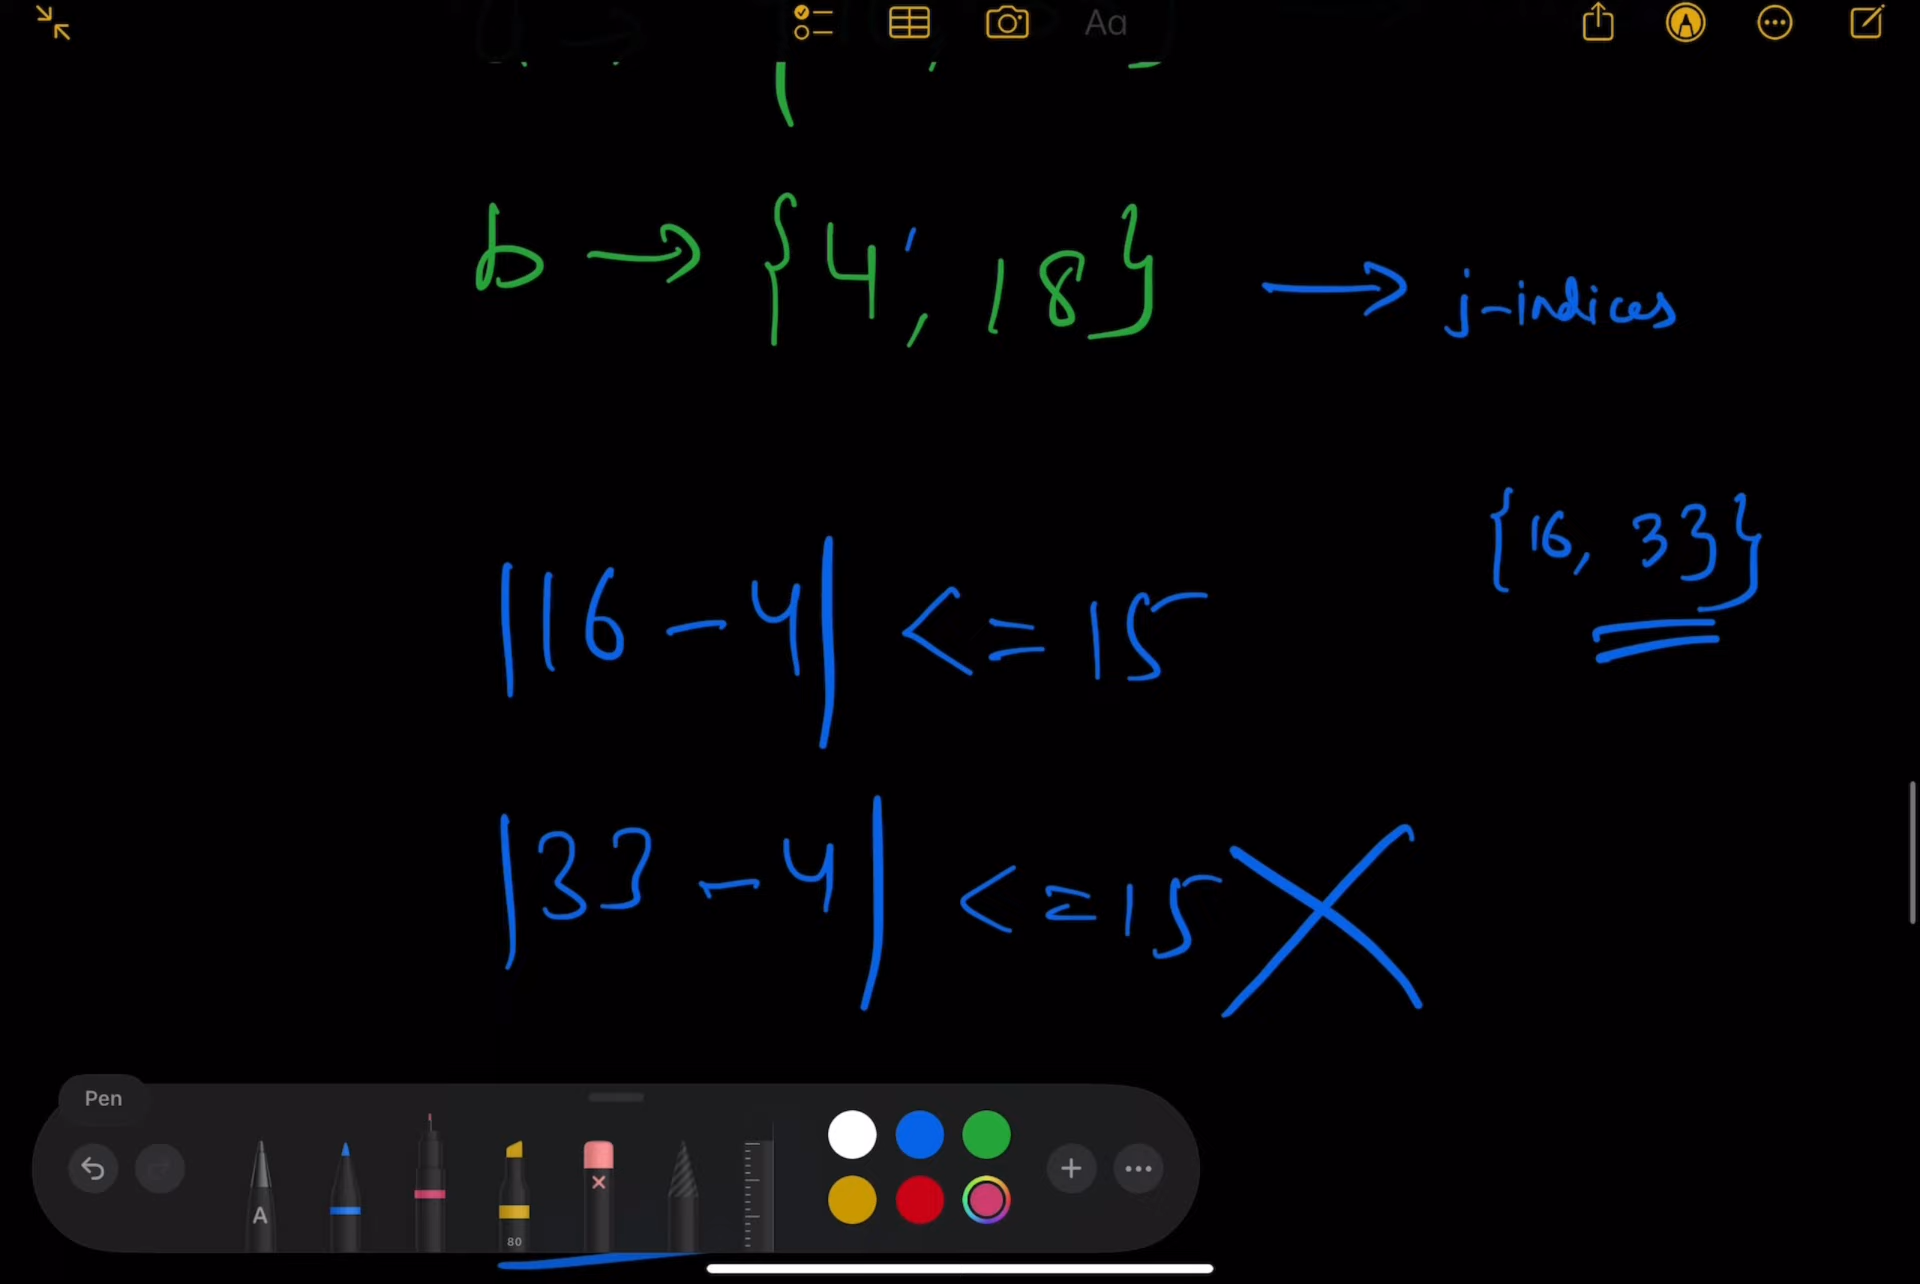 Aa
b → {4', 18} → j-indices
{16, 33}
|16 - 4| <= 15
|33 - 4| <= 15 X
Pen
A
80